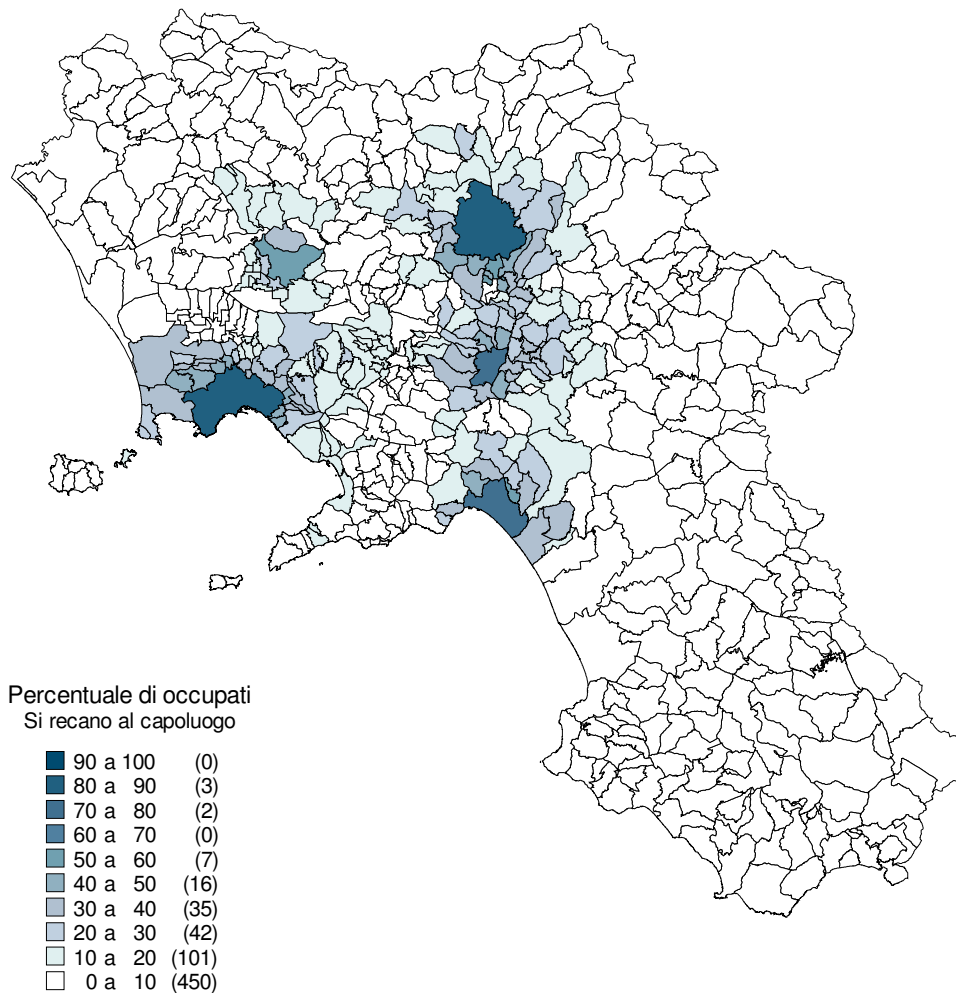 Percentuale di occupati
Si recano al capoluogo
90 a 100 (0)
80 a 90 (3)
70 a 80 (2)
60 a 70 (0)
50 a 60 (7)
40 a 50 (16)
30 a 40 (35)
20 a 30 (42)
10 a 20 (101)
0 a 10 (450)